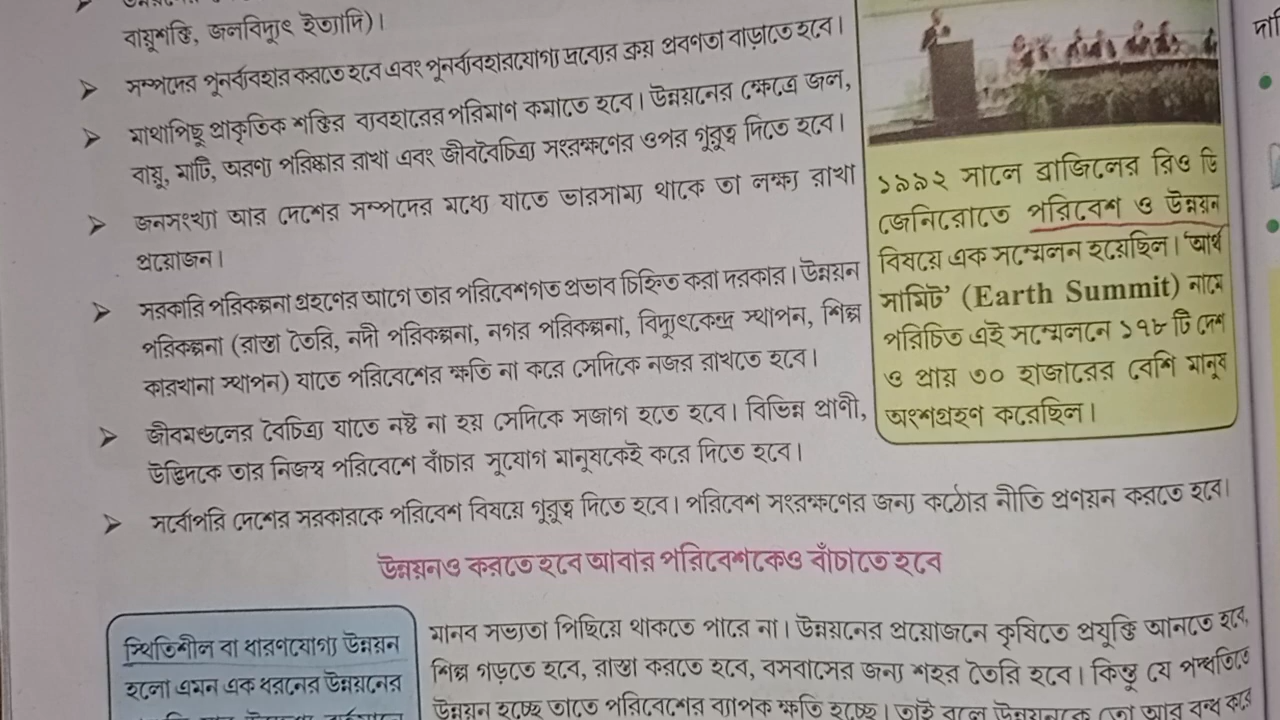 বায়ুশক্তি, জলবিদ্যুৎ ইত্যাদি)।
➤ সম্পদের পুনর্ব্যবহার করতে হবে এবং পুনর্ব্যবহারযোগ্য দ্রব্যের ক্রয় প্রবণতা বাড়াতে হবে।
➤ মাথাপিছু প্রাকৃতিক শক্তির ব্যবহারের পরিমাণ কমাতে হবে। উন্নয়নের ক্ষেত্রে জল,
বায়ু, মাটি, অরণ্য পরিষ্কার রাখা এবং জীববৈচিত্র্য সংরক্ষণের ওপর গুরুত্ব দিতে হবে।
➤ জনসংখ্যা আর দেশের সম্পদের মধ্যে যাতে ভারসাম্য থাকে তা লক্ষ্য রাখা
প্রয়োজন।
➤ সরকারি পরিকল্পনা গ্রহণের আগে তার পরিবেশগত প্রভাব চিহ্নিত করা দরকার। উন্নয়ন
পরিকল্পনা (রাস্তা তৈরি, নদী পরিকল্পনা, নগর পরিকল্পনা, বিদ্যুৎকেন্দ্র স্থাপন, শিল্প
কারখানা স্থাপন) যাতে পরিবেশের ক্ষতি না করে সেদিকে নজর রাখতে হবে।
➤ জীবমণ্ডলের বৈচিত্র্য যাতে নষ্ট না হয় সেদিকে সজাগ হতে হবে। বিভিন্ন প্রাণী,
উদ্ভিদকে তার নিজস্ব পরিবেশে বাঁচার সুযোগ মানুষকেই করে দিতে হবে।
➤ সর্বোপরি দেশের সরকারকে পরিবেশ বিষয়ে গুরুত্ব দিতে হবে। পরিবেশ সংরক্ষণের জন্য কঠোর নীতি প্রণয়ন করতে হবে।
১৯৯২ সালে ব্রাজিলের রিও ডি
জেনিরোতে পরিবেশ ও উন্নয়ন
বিষয়ে এক সম্মেলন হয়েছিল। 'আর্থ
সামিট' (Earth Summit) নামে
পরিচিত এই সম্মেলনে ১৭৮ টি দেশ
ও প্রায় ৩০ হাজারের বেশি মানুষ
অংশগ্রহণ করেছিল।
উন্নয়নও করতে হবে আবার পরিবেশকেও বাঁচাতে হবে
স্থিতিশীল বা ধারণযোগ্য উন্নয়ন
হলো এমন এক ধরনের উন্নয়নের
মানব সভ্যতা পিছিয়ে থাকতে পারে না। উন্নয়নের প্রয়োজনে কৃষিতে প্রযুক্তি আনতে হবে,
শিল্প গড়তে হবে, রাস্তা করতে হবে, বসবাসের জন্য শহর তৈরি হবে। কিন্তু যে পদ্ধতিতে
উন্নয়ন হচ্ছে তাতে পরিবেশের ব্যাপক ক্ষতি হচ্ছে। তাই বলে উন্নয়নকে তো আর বন্ধ করে